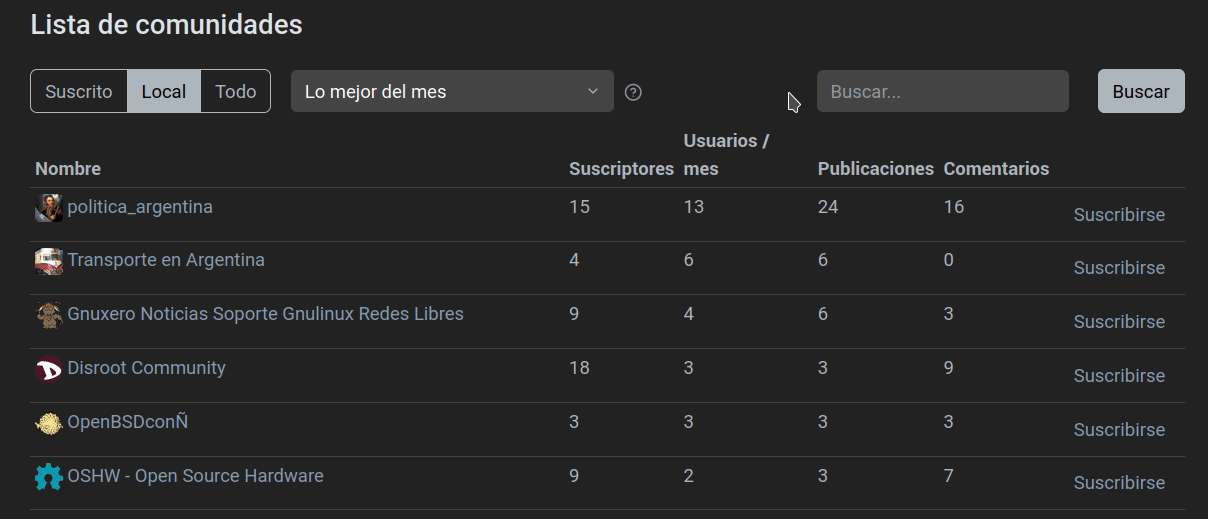 Lista de comunidades
Suscrito Local Todo Lo mejor del mes Buscar... Buscar
Nombre Suscriptores Usuarios / mes Publicaciones Comentarios
politica_argentina 15 13 24 16 Suscribirse
Transporte en Argentina 4 6 6 0 Suscribirse
Gnuxero Noticias Soporte Gnulinux Redes Libres 9 4 6 3 Suscribirse
Disroot Community 18 3 3 9 Suscribirse
OpenBSDconÑ 3 3 3 3 Suscribirse
OSHW - Open Source Hardware 9 2 3 7 Suscribirse